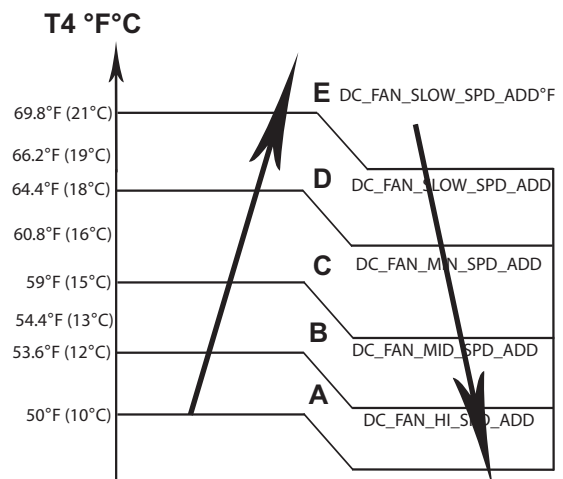 T4 °F°C
E DC_FAN_SLOW_SPD_ADD°F
69.8°F (21°C)
66.2°F (19°C)
D DC_FAN_SLOW_SPD_ADD
64.4°F (18°C)
60.8°F (16°C)
C DC_FAN_MIN_SPD_ADD
59°F (15°C)
54.4°F (13°C)
B DC_FAN_MID_SPD_ADD
53.6°F (12°C)
A DC_FAN_HI_SPD_ADD
50°F (10°C)